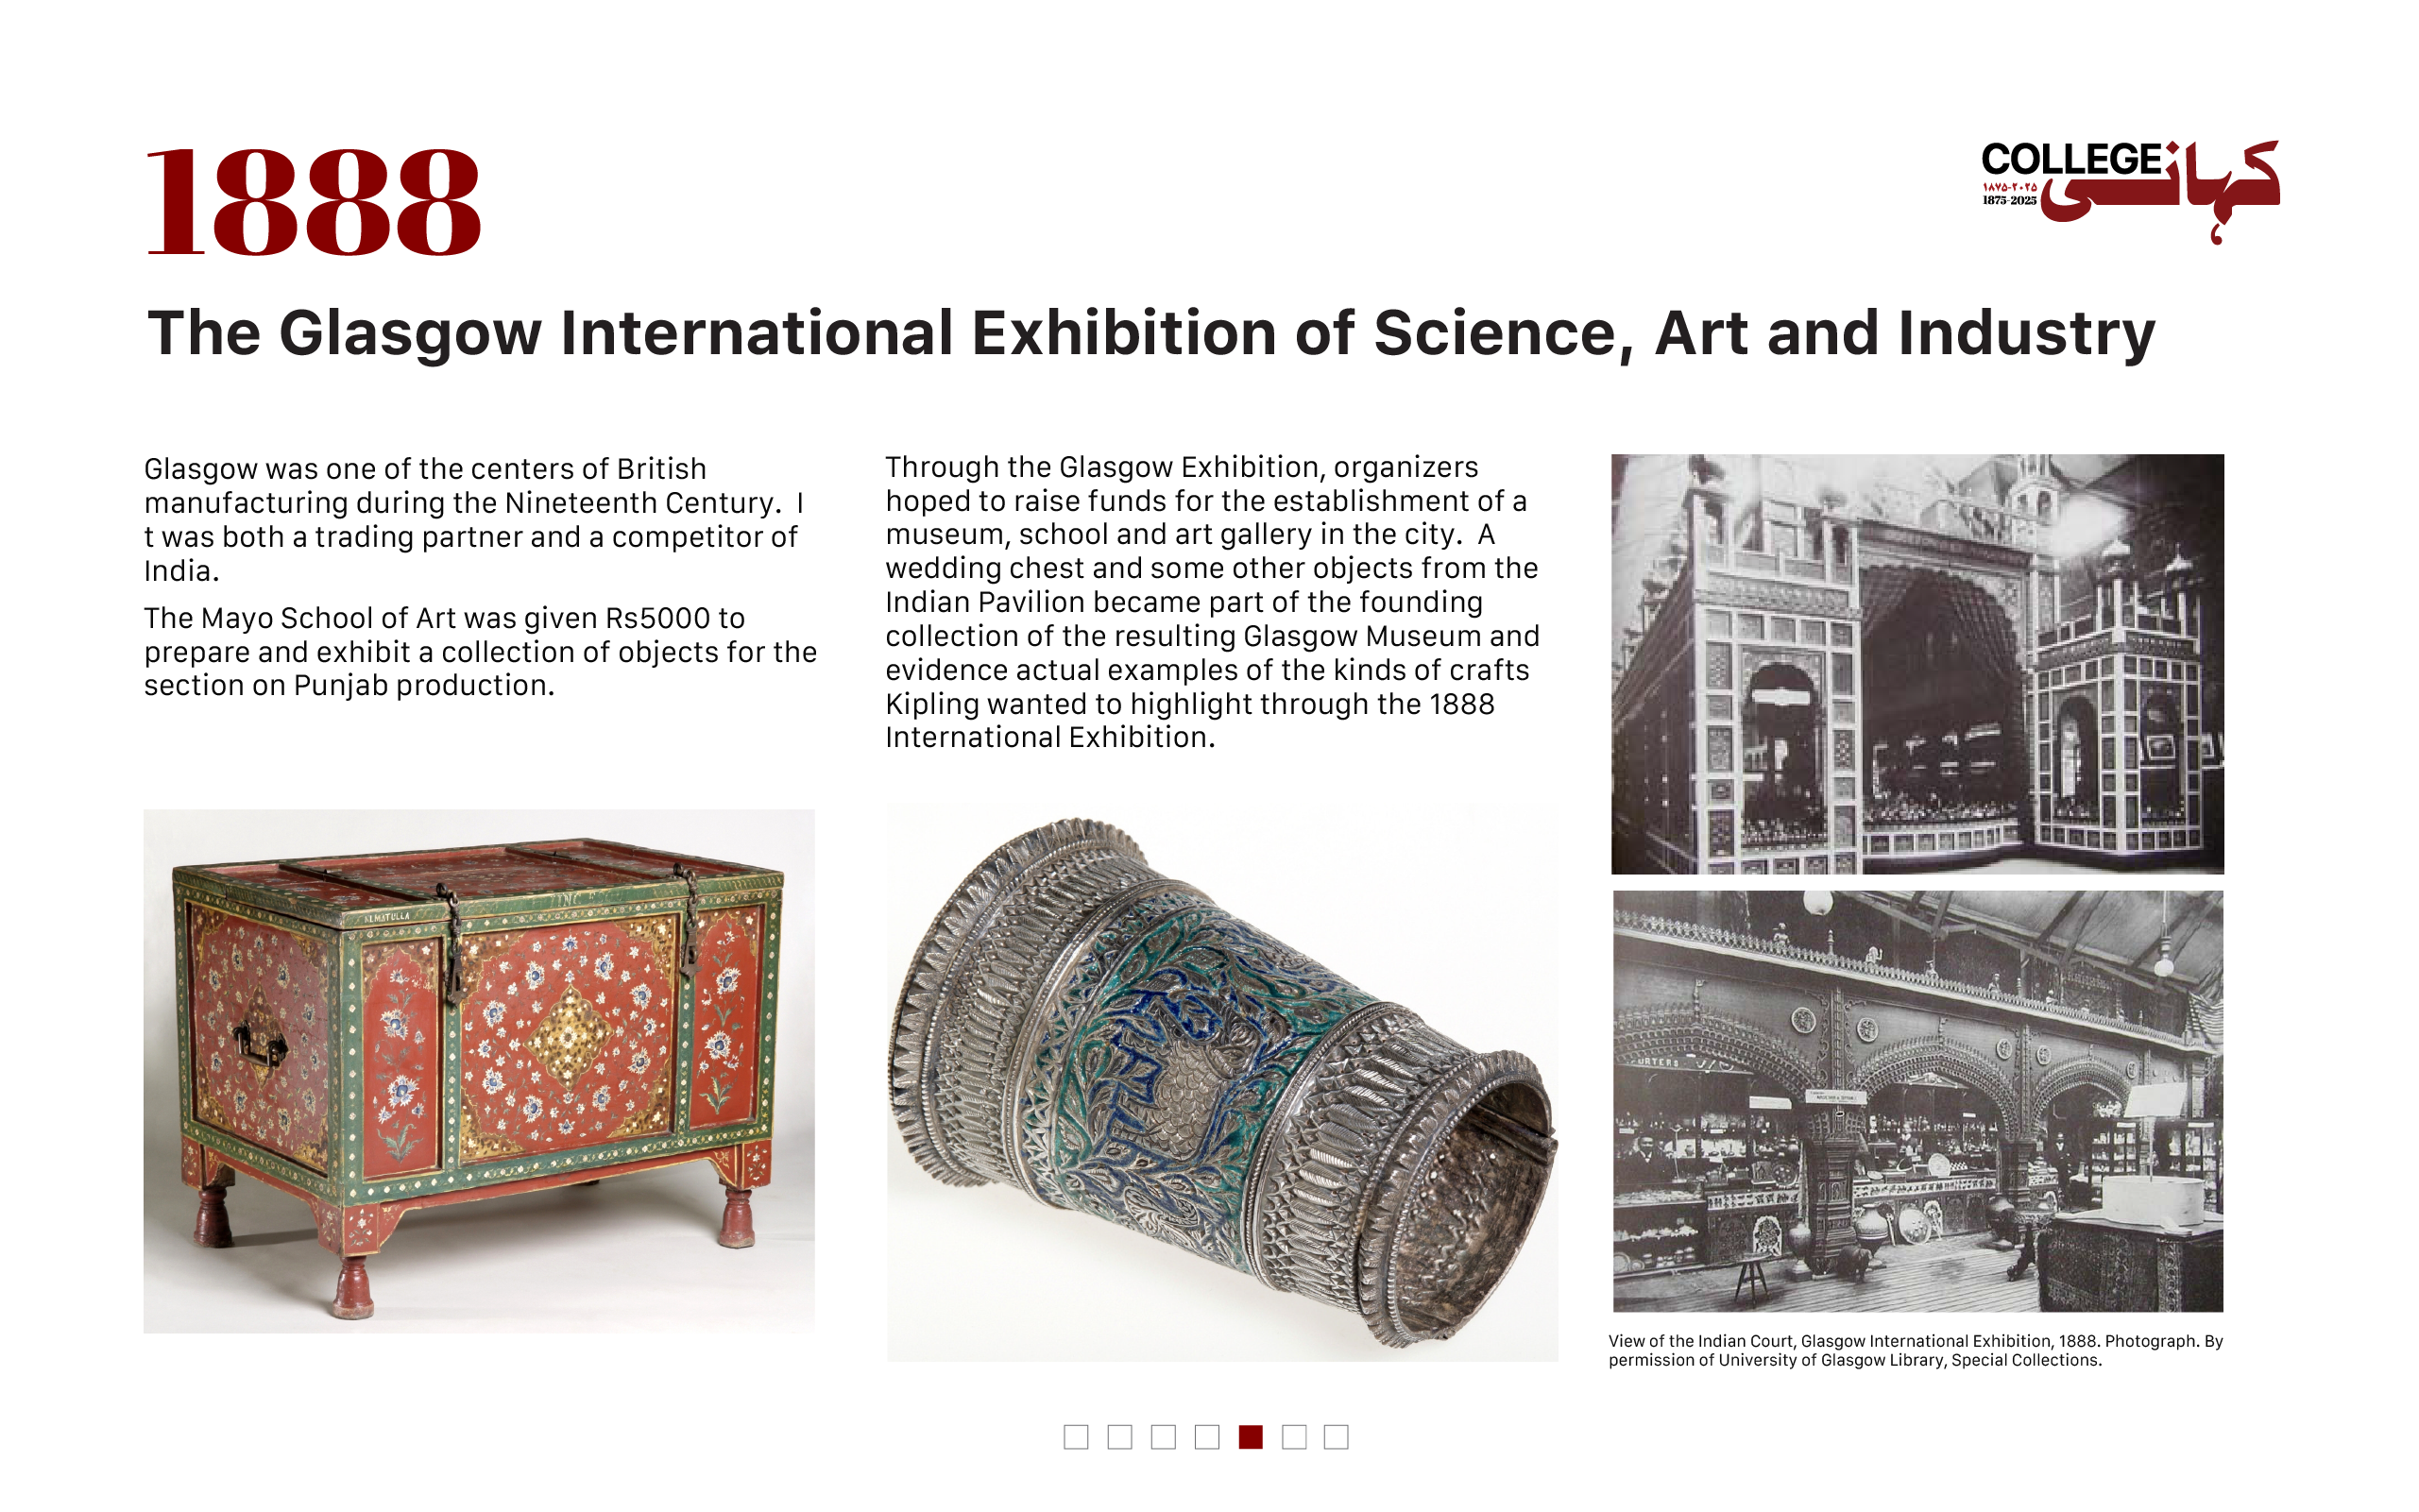 1888
COLLEGE کہانی
۱۸۷۵-۲۰۲۵
1875-2025
The Glasgow International Exhibition of Science, Art and Industry
Glasgow was one of the centers of British
manufacturing during the Nineteenth Century.  I
t was both a trading partner and a competitor of
India.
The Mayo School of Art was given Rs5000 to
prepare and exhibit a collection of objects for the
section on Punjab production.
Through the Glasgow Exhibition, organizers
hoped to raise funds for the establishment of a
museum, school and art gallery in the city.  A
wedding chest and some other objects from the
Indian Pavilion became part of the founding
collection of the resulting Glasgow Museum and
evidence actual examples of the kinds of crafts
Kipling wanted to highlight through the 1888
International Exhibition.
URTERS
View of the Indian Court, Glasgow International Exhibition, 1888. Photograph. By
permission of University of Glasgow Library, Special Collections.